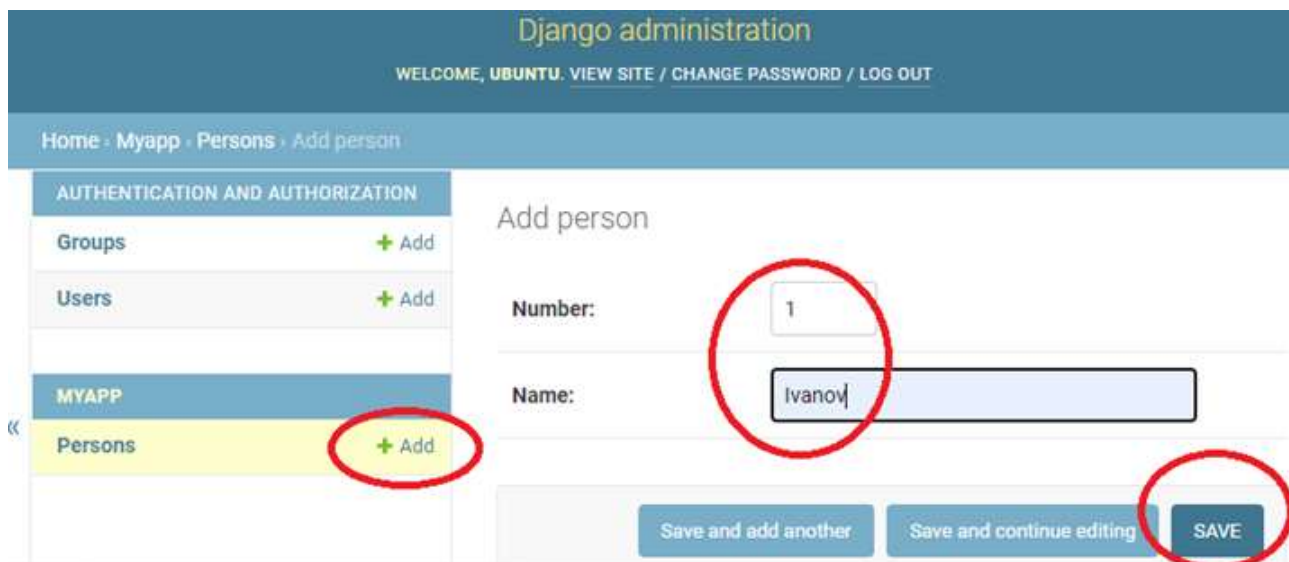 Django administration
WELCOME, UBUNTU. VIEW SITE / CHANGE PASSWORD / LOG OUT
Home › Myapp › Persons › Add person
AUTHENTICATION AND AUTHORIZATION
Groups + Add
Users + Add
MYAPP
Persons + Add
«
Add person
Number: 1
Name: Ivanov
Save and add another Save and continue editing SAVE